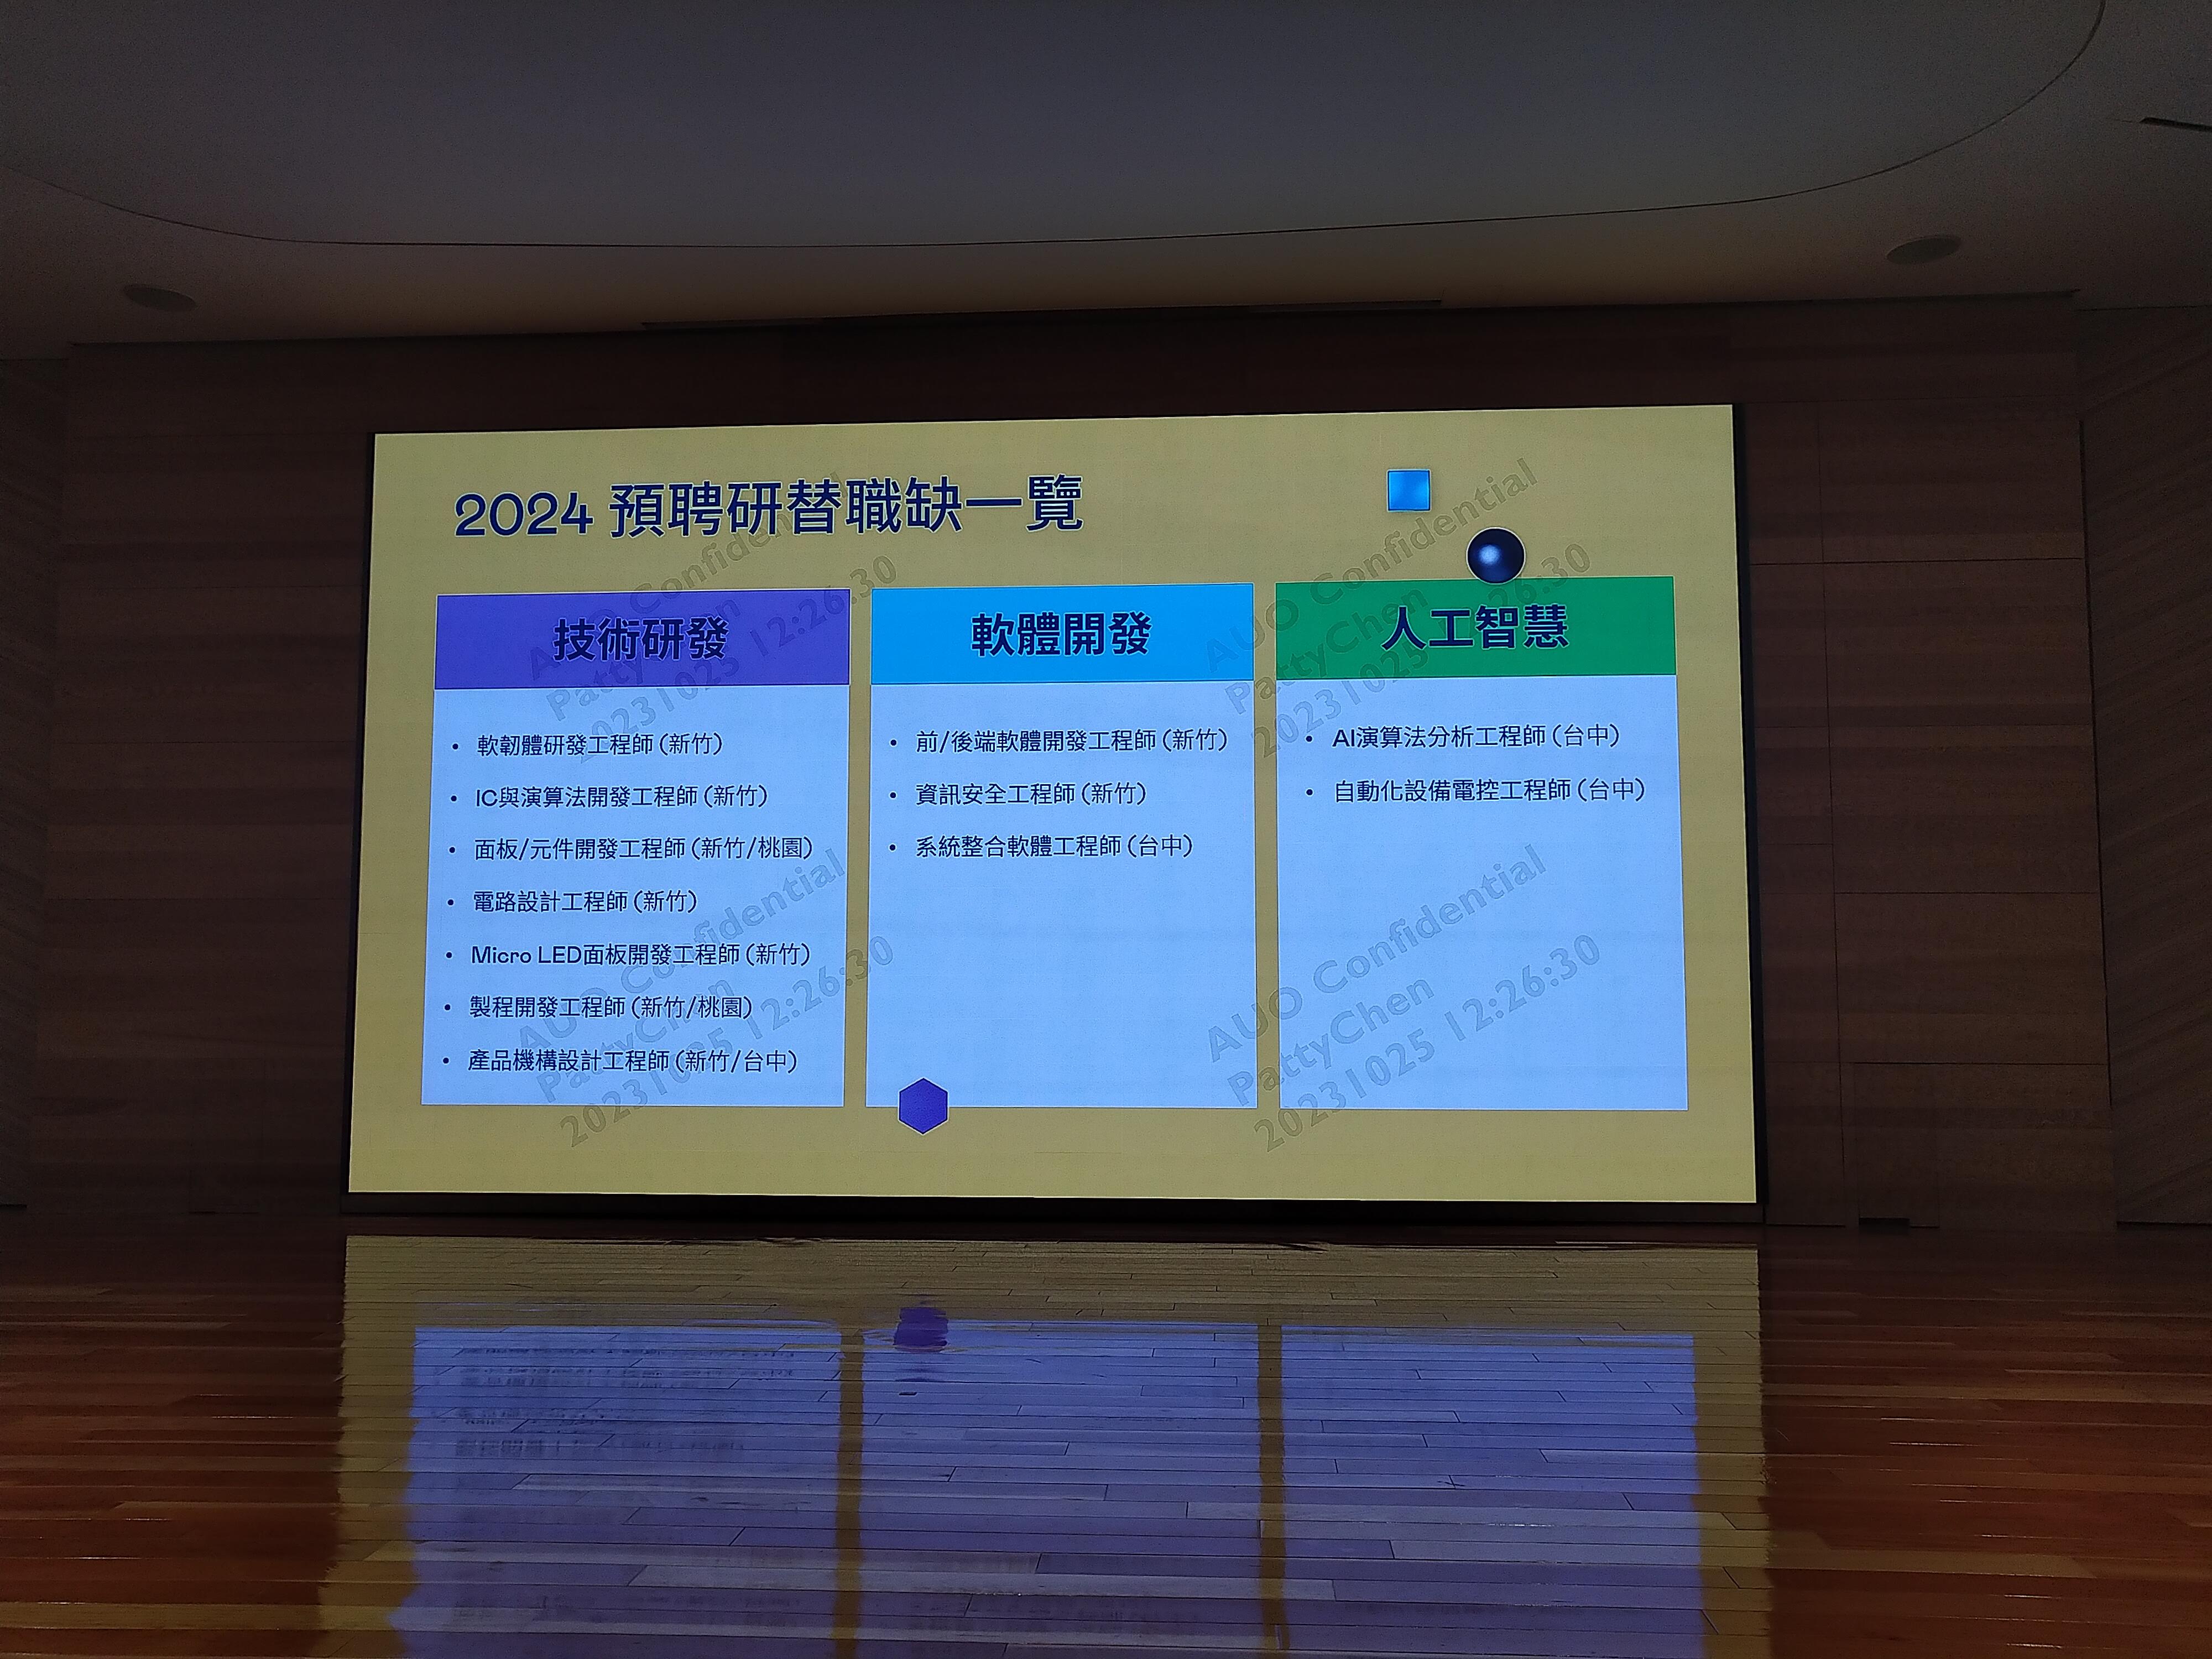 2024 預聘研替職缺一覽
技術研發
• 軟韌體研發工程師 (新竹)
• IC與演算法開發工程師 (新竹)
• 面板/元件開發工程師 (新竹/桃園)
• 電路設計工程師 (新竹)
• Micro LED面板開發工程師 (新竹)
• 製程開發工程師 (新竹/桃園)
• 產品機構設計工程師 (新竹/台中)
軟體開發
• 前/後端軟體開發工程師 (新竹)
• 資訊安全工程師 (新竹)
• 系統整合軟體工程師 (台中)
人工智慧
• AI演算法分析工程師 (台中)
• 自動化設備電控工程師 (台中)
AUO Confidential
PattyChen
20231025 12:26:30
AUO Confidential
PattyChen
20231025 12:26:30
AUO Confidential
PattyChen
20231025 12:26:30
AUO Confidential
PattyChen
20231025 12:26:30